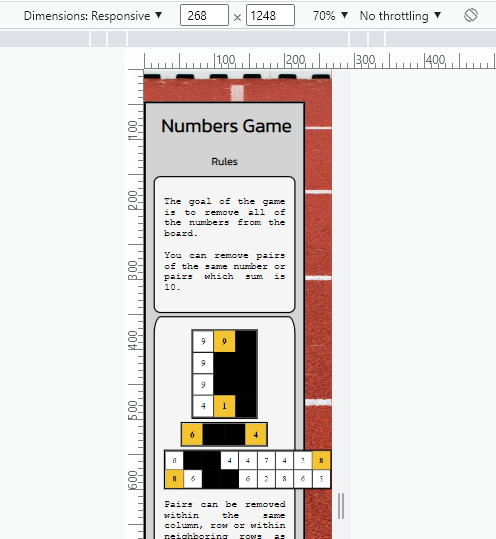 Dimensions: Responsive ▼ 268 × 1248 70% ▼ No throttling ▼
100 200 300 400
100
200
300
400
500
600
Numbers Game
Rules
The goal of the game
is to remove all of
the numbers from the
board.
You can remove pairs
of the same number or
pairs which sum is
10.
9 9
9
9
4 1
6 4
6 4 4 7 4 2 8
8 6 6 2 8 6 5
Pairs can be removed
within the same
column, row or within
neighboring rows as